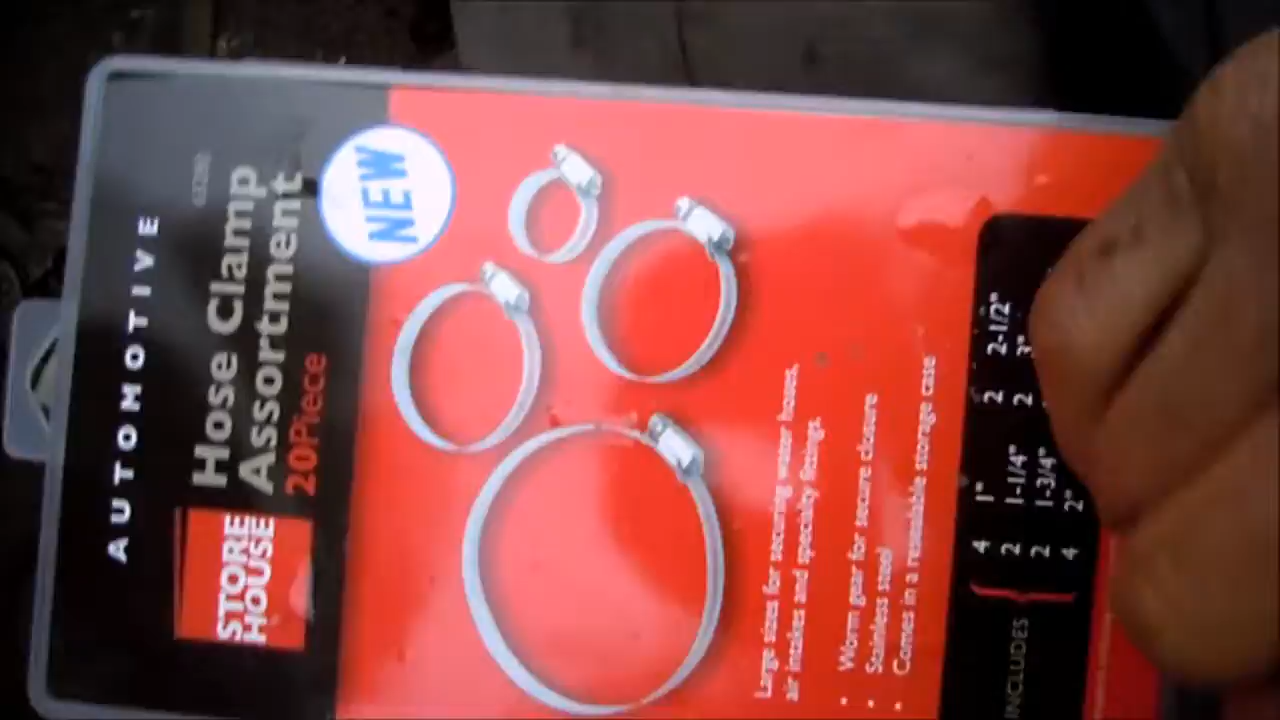 AUTOMOTIVE
Hose Clamp
Assortment
20Piece
STORE
HOUSE
NEW
Large sizes for securing water hoses,
air intakes and specialty fittings.
• Worm gear for secure closure
• Stainless steel
• Comes in a resealable storage case
INCLUDES
4 1" 2 2-1/2"
2 1-1/4" 2 3"
2 1-3/4"
4 2"